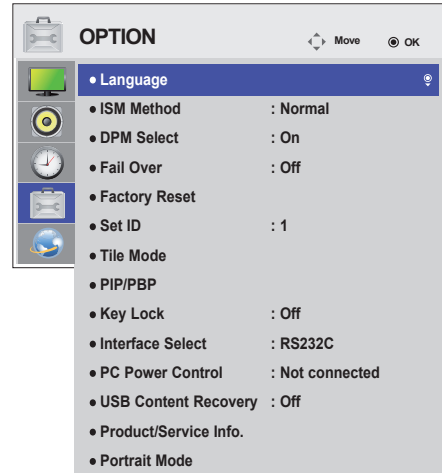 OPTION Move OK
● Language
● ISM Method : Normal
● DPM Select : On
● Fail Over : Off
● Factory Reset
● Set ID : 1
● Tile Mode
● PIP/PBP
● Key Lock : Off
● Interface Select : RS232C
● PC Power Control : Not connected
● USB Content Recovery : Off
● Product/Service Info.
● Portrait Mode